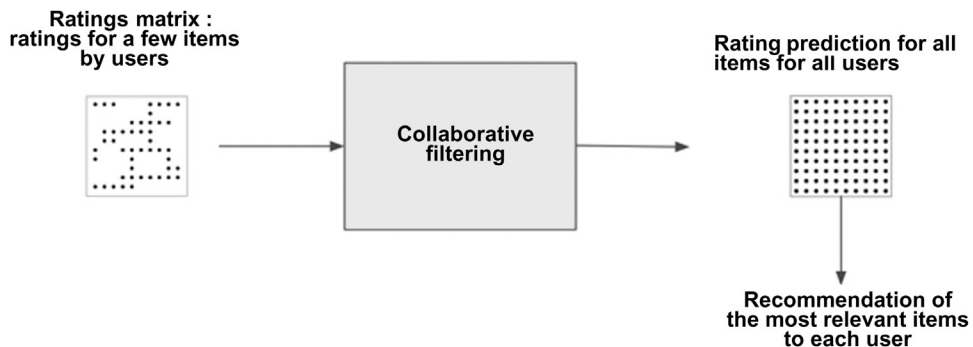 Ratings matrix :
ratings for a few items
by users
Collaborative
filtering
Rating prediction for all
items for all users
Recommendation of
the most relevant items
to each user